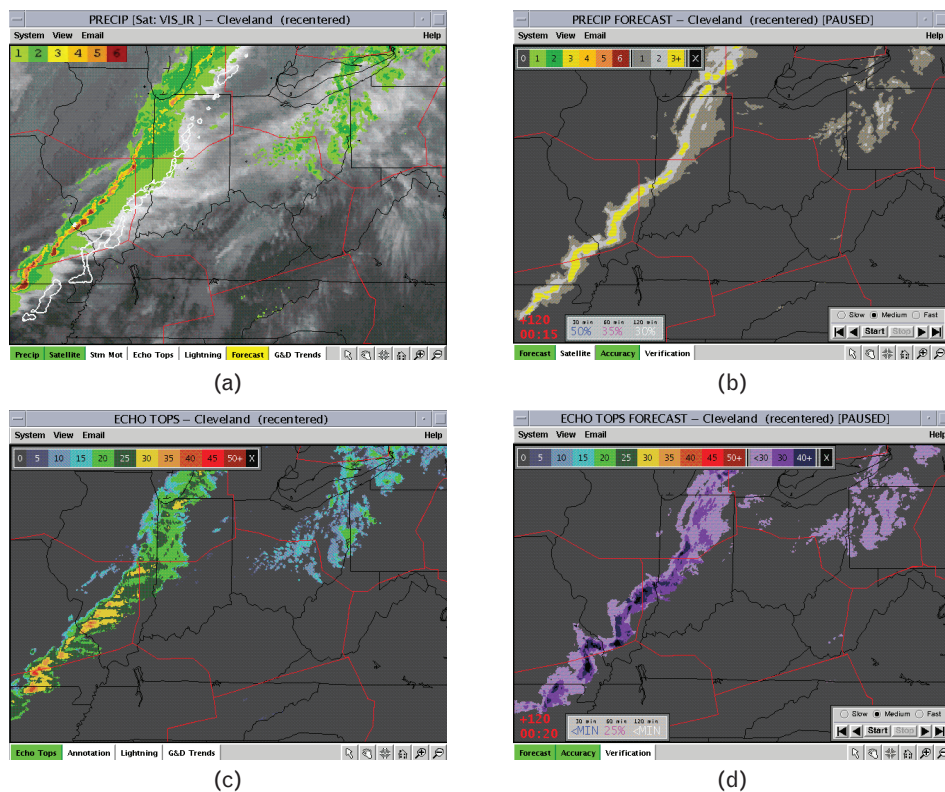 PRECIP [Sat: VIS_IR ] – Cleveland (recentered)
System View Email Help
1 2 3 4 5 6
Precip Satellite Stm Mot Echo Tops Lightning Forecast G&D Trends
(a)
PRECIP FORECAST – Cleveland (recentered) [PAUSED]
System View Email Help
0 1 2 3 4 5 6 1 2 3+ X
+120
00:15
30 min 60 min 120 min
50% 35% 30%
Slow Medium Fast
Start Stop
Forecast Satellite Accuracy Verification
(b)
ECHO TOPS – Cleveland (recentered)
System View Email Help
0 5 10 15 20 25 30 35 40 45 50+ X
Echo Tops Annotation Lightning G&D Trends
(c)
ECHO TOPS FORECAST – Cleveland (recentered) [PAUSED]
System View Email Help
0 5 10 15 20 25 30 35 40 45 50+ <30 30 40+ X
+120
00:20
30 min 60 min 120 min
<MIN 25% <MIN
Slow Medium Fast
Start Stop
Forecast Accuracy Verification
(d)